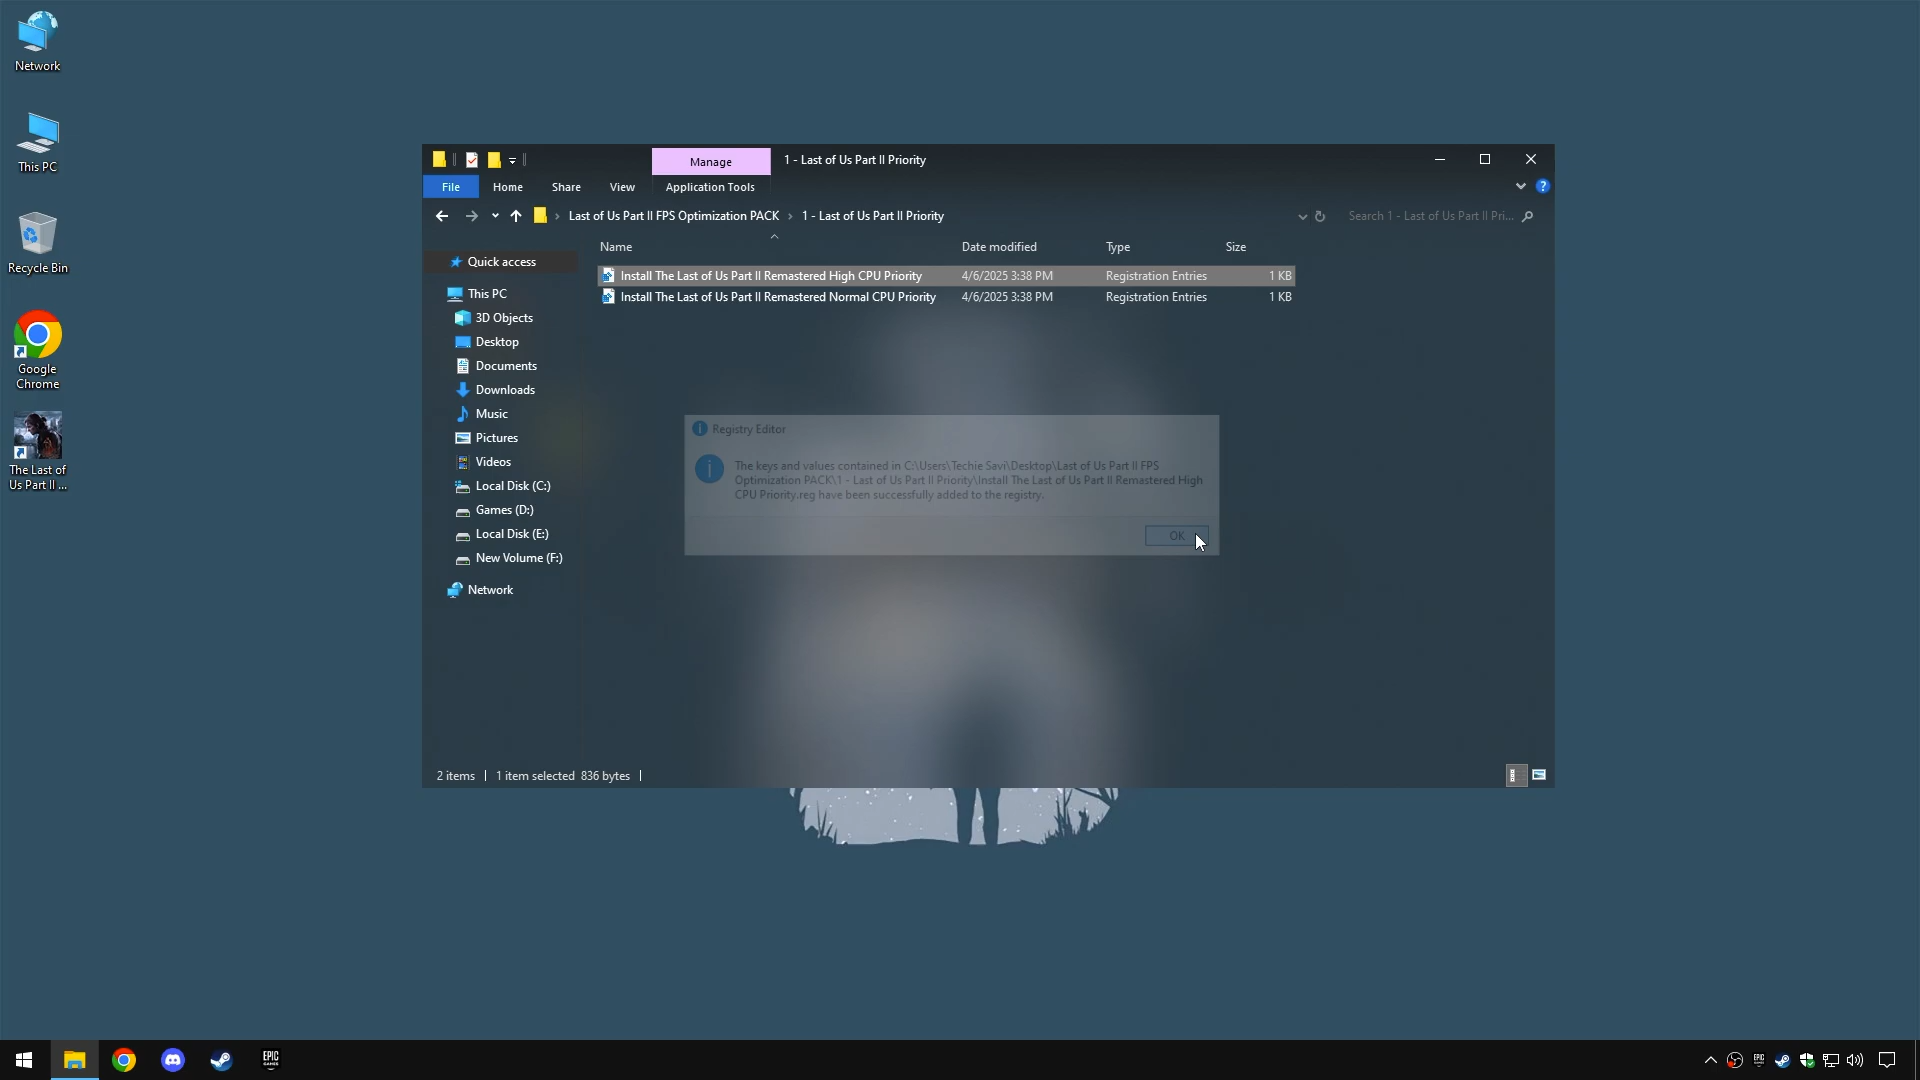 Network
This PC
Recycle Bin
Google
Chrome
The Last of
Us Part II ...
Manage
1 - Last of Us Part II Priority
File
Home
Share
View
Application Tools
Last of Us Part II FPS Optimization PACK
1 - Last of Us Part II Priority
Search 1 - Last of Us Part II Pri...
Name
Date modified
Type
Size
Install The Last of Us Part II Remastered High CPU Priority
4/6/2025 3:38 PM
Registration Entries
1 KB
Install The Last of Us Part II Remastered Normal CPU Priority
4/6/2025 3:38 PM
Registration Entries
1 KB
Quick access
This PC
3D Objects
Desktop
Documents
Downloads
Music
Pictures
Videos
Local Disk (C:)
Games (D:)
Local Disk (E:)
New Volume (F:)
Network
Registry Editor
The keys and values contained in C:\Users\Techie Savi\Desktop\Last of Us Part II FPS
Optimization PACK\1 - Last of Us Part II Priority\Install The Last of Us Part II Remastered High
CPU Priority.reg have been successfully added to the registry.
OK
2 items
1 item selected 836 bytes
EPIC
GAMES
EPIC